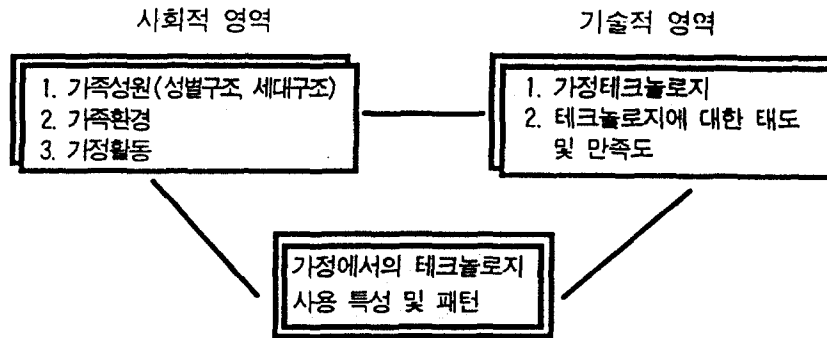 사회적 영역
기술적 영역
1. 가족성원(성별구조, 세대구조)
2. 가족환경
3. 가정활동
1. 가정테크놀로지
2. 테크놀로지에 대한 태도
및 만족도
가정에서의 테크놀로지
사용 특성 및 패턴